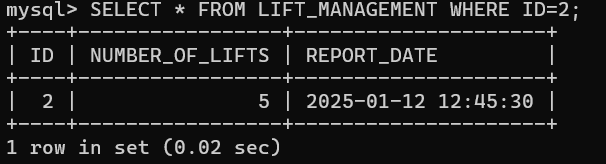 mysql> SELECT * FROM LIFT_MANAGEMENT WHERE ID=2;
+----+-----------------+---------------------+
| ID | NUMBER_OF_LIFTS | REPORT_DATE         |
+----+-----------------+---------------------+
|  2 |               5 | 2025-01-12 12:45:30 |
+----+-----------------+---------------------+
1 row in set (0.02 sec)